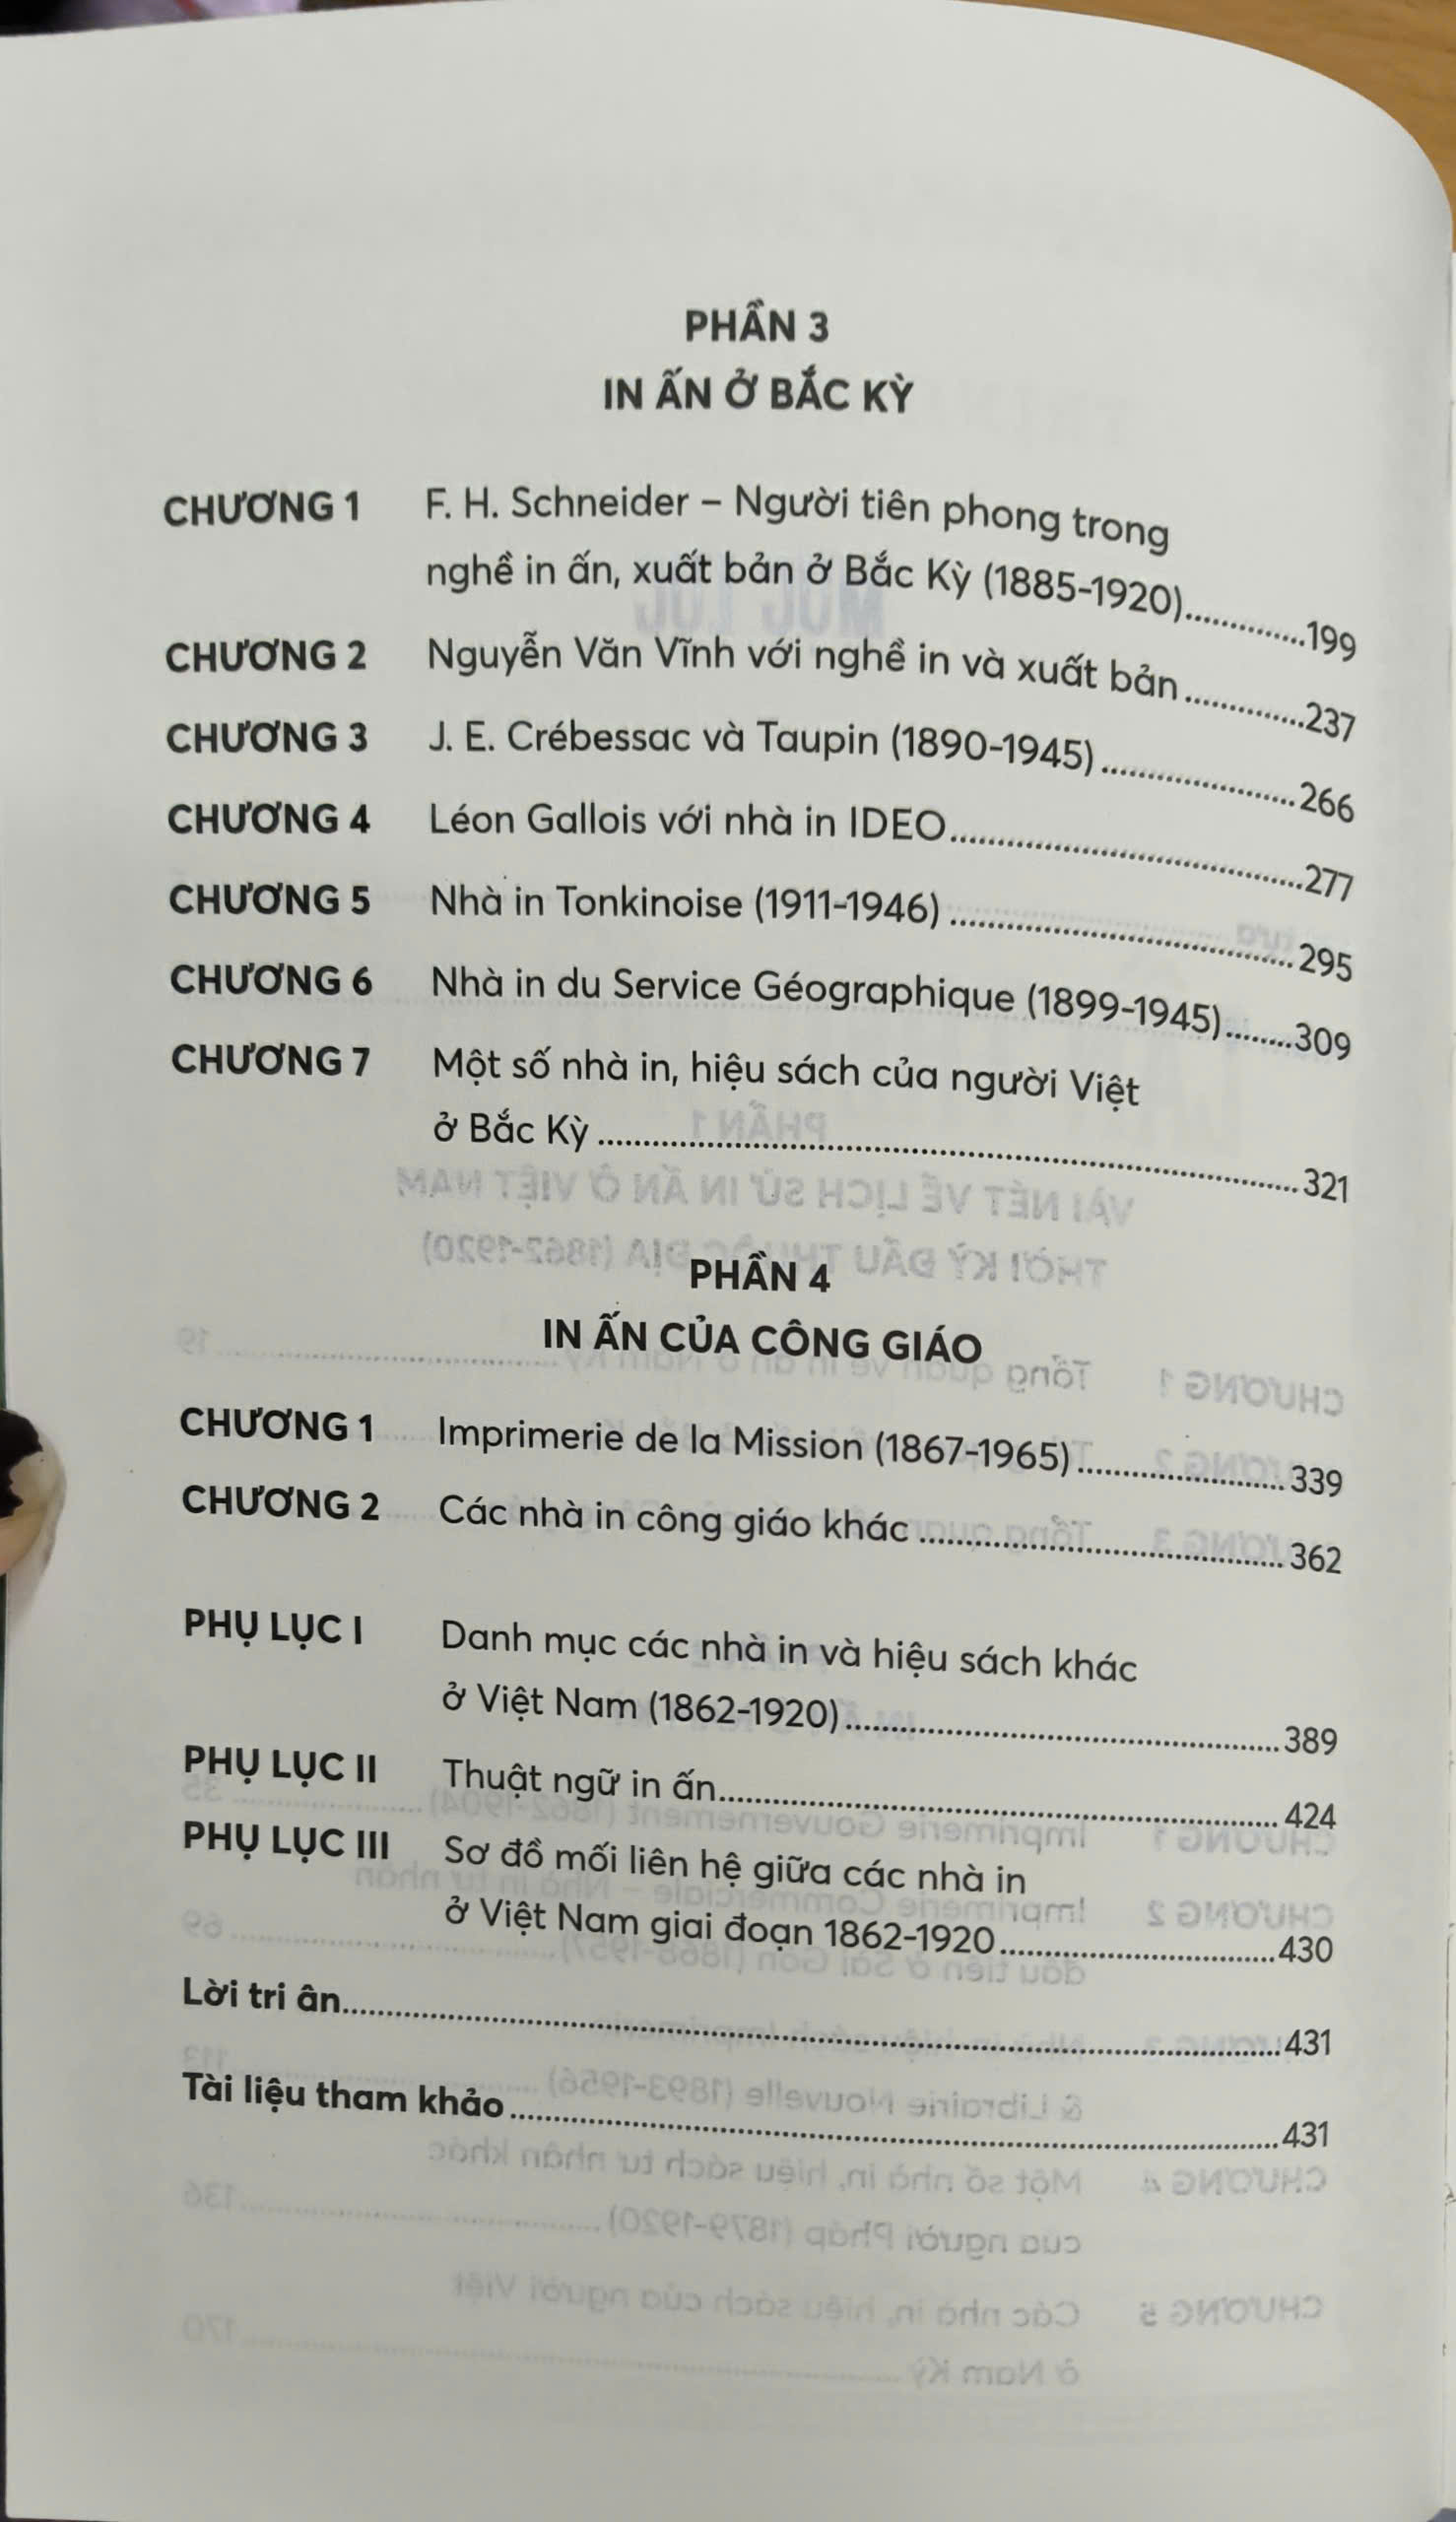 PHẦN 3
IN ẤN Ở BẮC KỲ
CHƯƠNG 1 F. H. Schneider – Người tiên phong trong
nghề in ấn, xuất bản ở Bắc Kỳ (1885-1920).............199
CHƯƠNG 2 Nguyễn Văn Vĩnh với nghề in và xuất bản.............237
CHƯƠNG 3 J. E. Crébessac và Taupin (1890-1945).....................266
CHƯƠNG 4 Léon Gallois với nhà in IDEO.......................................277
CHƯƠNG 5 Nhà in Tonkinoise (1911-1946).....................................295
CHƯƠNG 6 Nhà in du Service Géographique (1899-1945)........309
CHƯƠNG 7 Một số nhà in, hiệu sách của người Việt
ở Bắc Kỳ.............................................................................321
PHẦN 4
IN ẤN CỦA CÔNG GIÁO
CHƯƠNG 1 Imprimerie de la Mission (1867-1965).......................339
CHƯƠNG 2 Các nhà in công giáo khác........................................362
PHỤ LỤC I Danh mục các nhà in và hiệu sách khác
ở Việt Nam (1862-1920)................................................389
PHỤ LỤC II Thuật ngữ in ấn..............................................................424
PHỤ LỤC III Sơ đồ mối liên hệ giữa các nhà in
ở Việt Nam giai đoạn 1862-1920..............................430
Lời tri ân........................................................................................................431
Tài liệu tham khảo.....................................................................................431